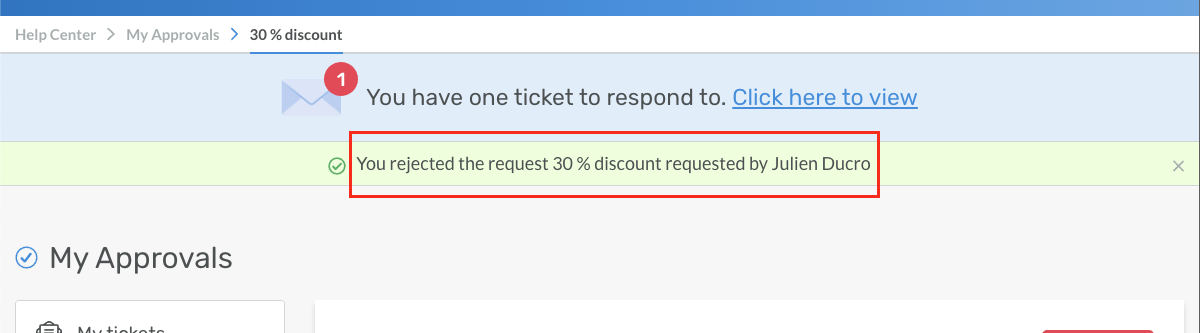 Help Center > My Approvals > 30 % discount
1
You have one ticket to respond to. Click here to view
You rejected the request 30 % discount requested by Julien Ducro
My Approvals
My tickets